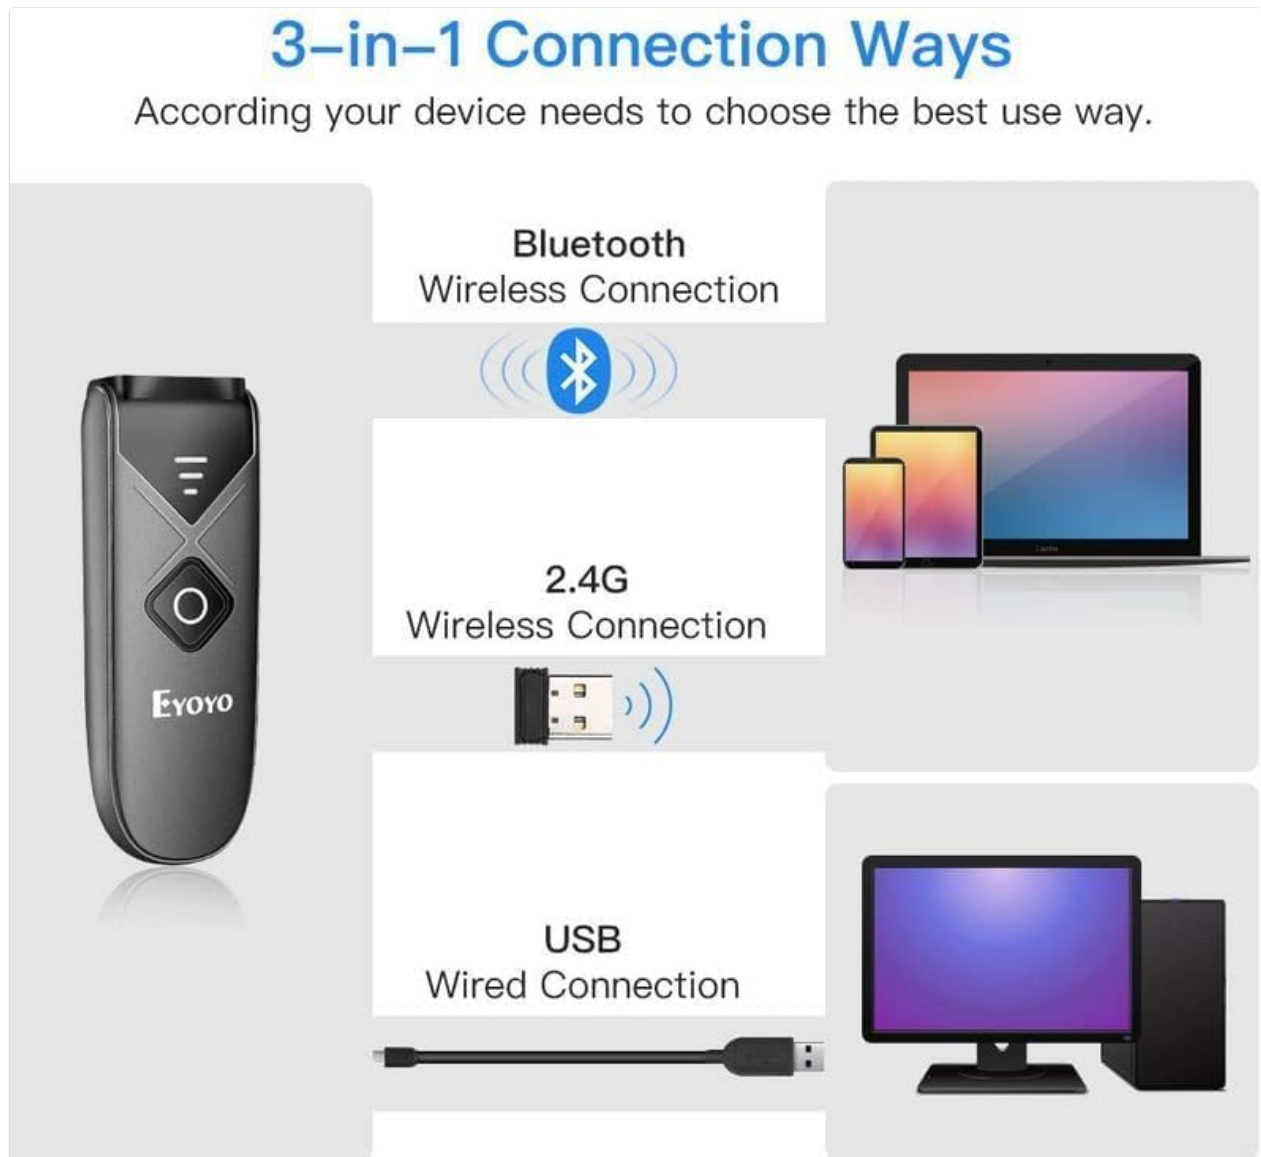 3-in-1 Connection Ways
According your device needs to choose the best use way.
Bluetooth
Wireless Connection
2.4G
Wireless Connection
EYOYO
USB
Wired Connection